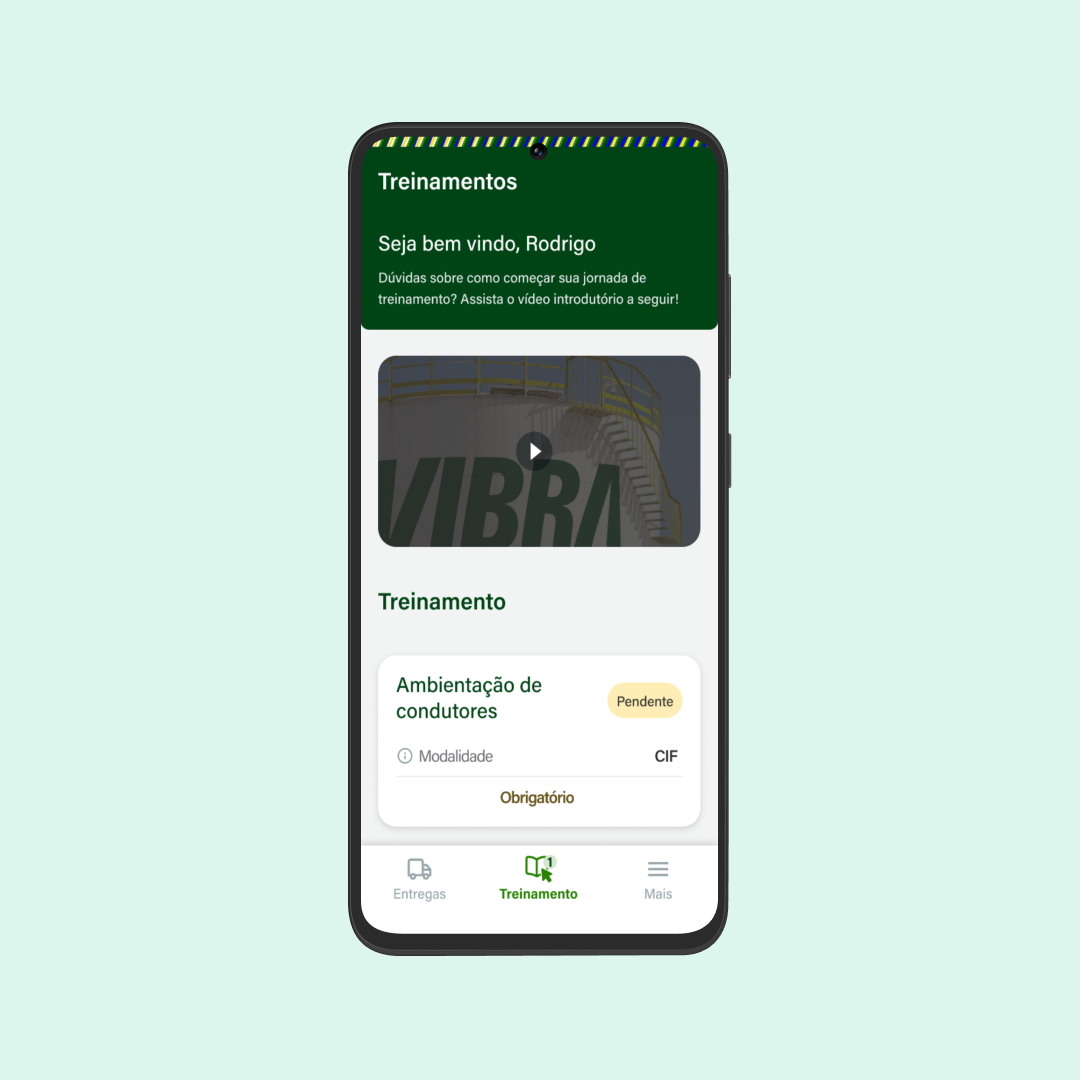 Treinamentos
Seja bem vindo, Rodrigo
Dúvidas sobre como começar sua jornada de
treinamento? Assista o vídeo introdutório a seguir!
VIBRA
Treinamento
Ambientação de
condutores
Pendente
Modalidade
CIF
Obrigatório
1
Entregas
Treinamento
Mais